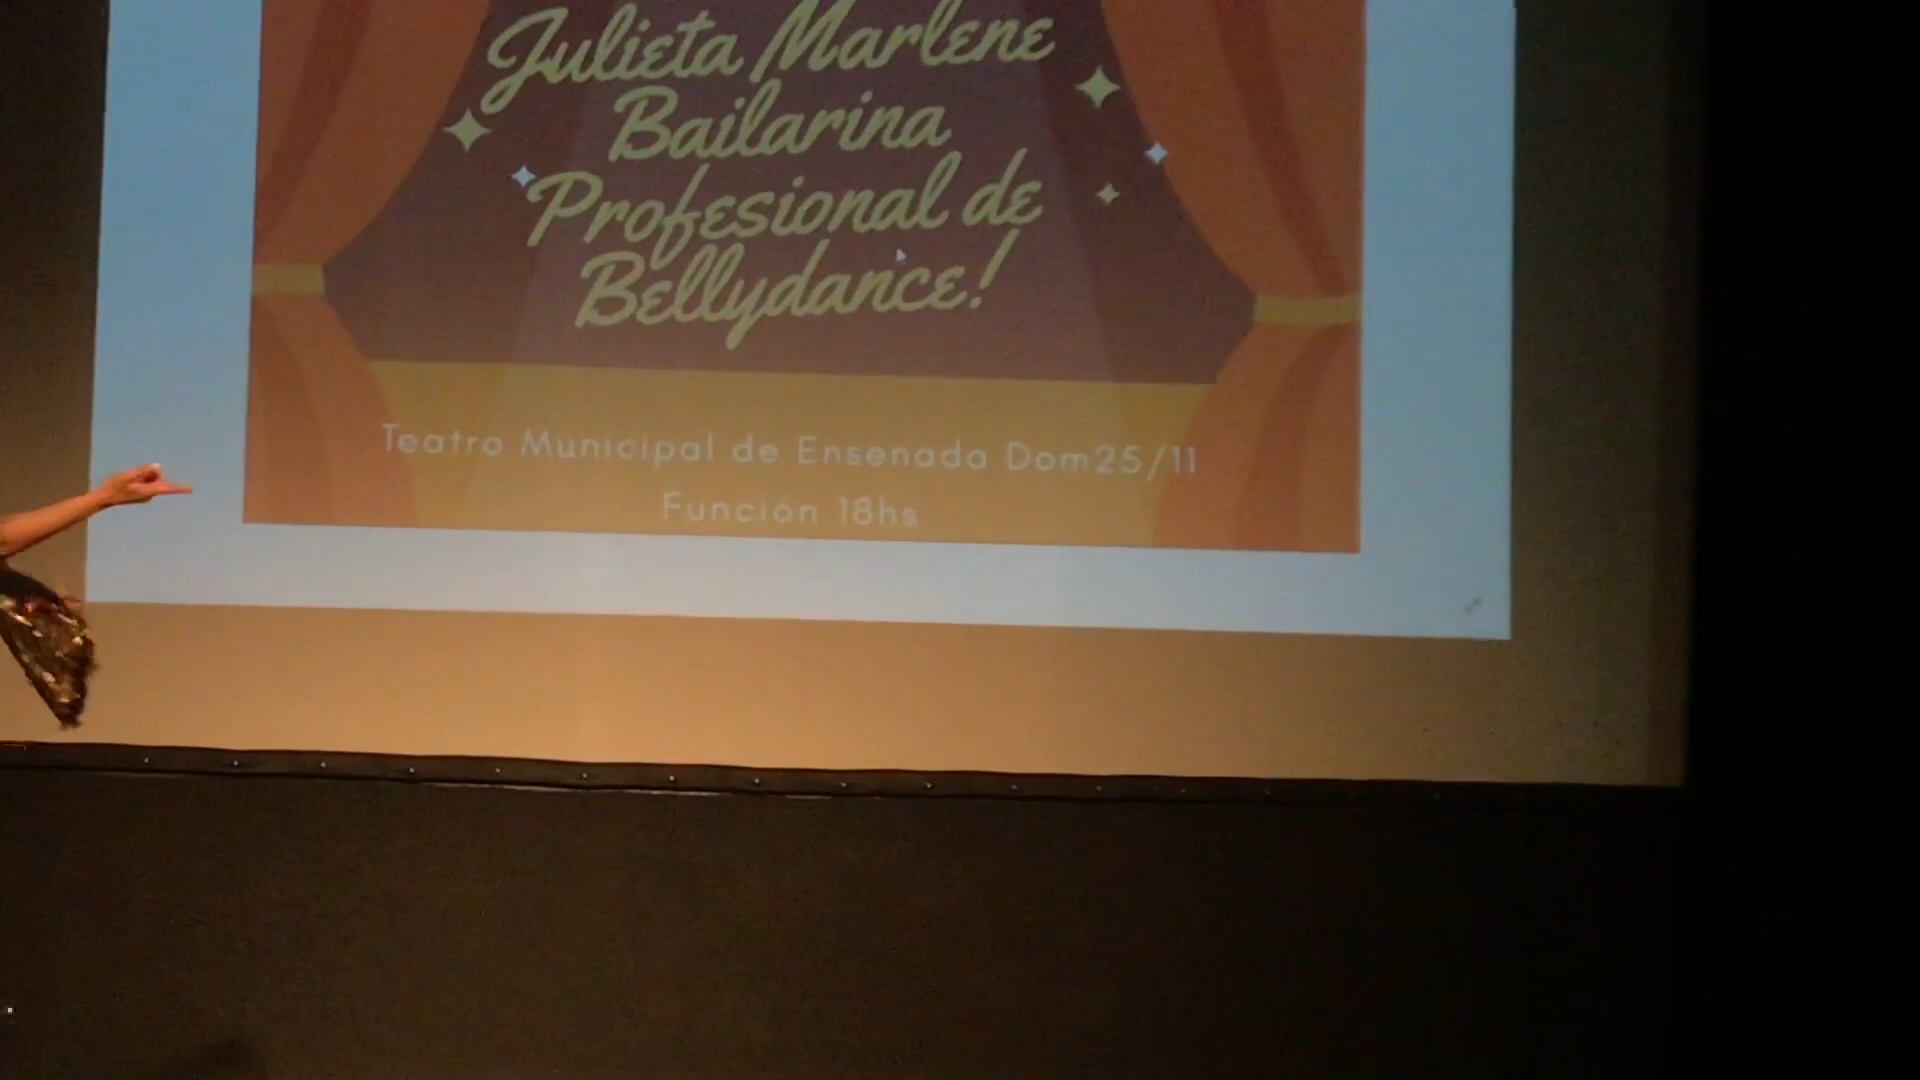 Julieta Marlene
Bailarina
Profesional de
Bellydance!
Teatro Municipal de Ensenada Dom25/11
Función 18hs